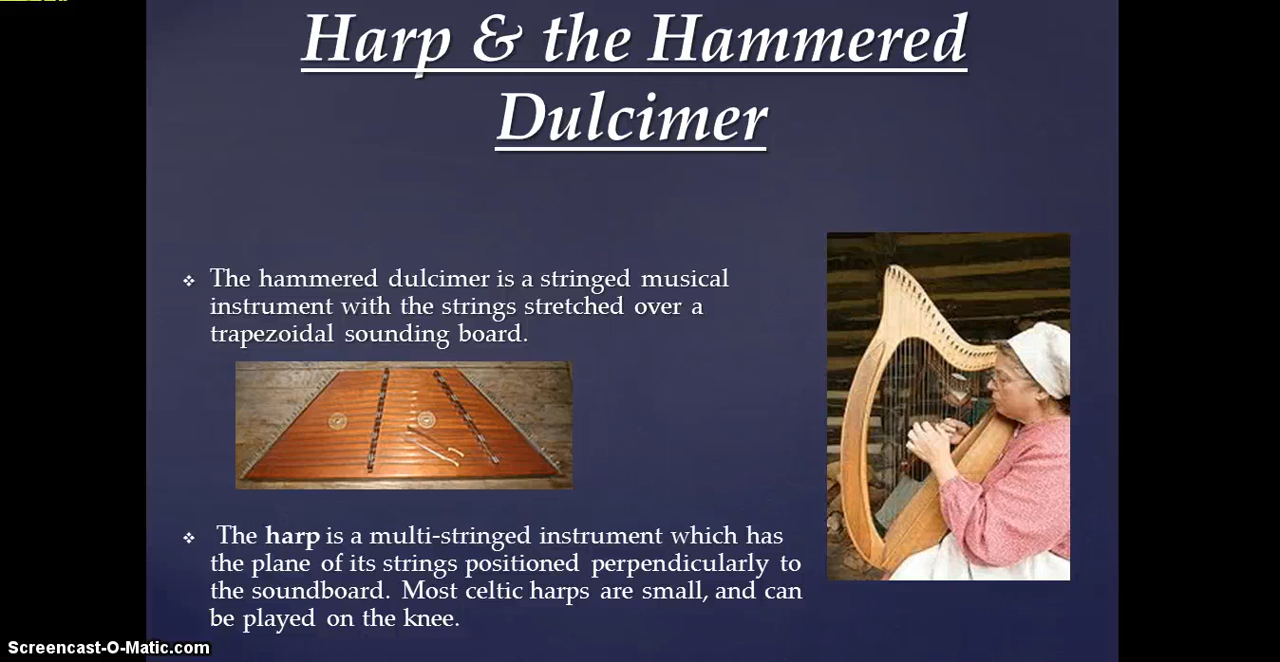 Harp & the Hammered
Dulcimer
❖ The hammered dulcimer is a stringed musical
instrument with the strings stretched over a
trapezoidal sounding board.
❖ The harp is a multi-stringed instrument which has
the plane of its strings positioned perpendicularly to
the soundboard. Most celtic harps are small, and can
be played on the knee.
Screencast-O-Matic.com